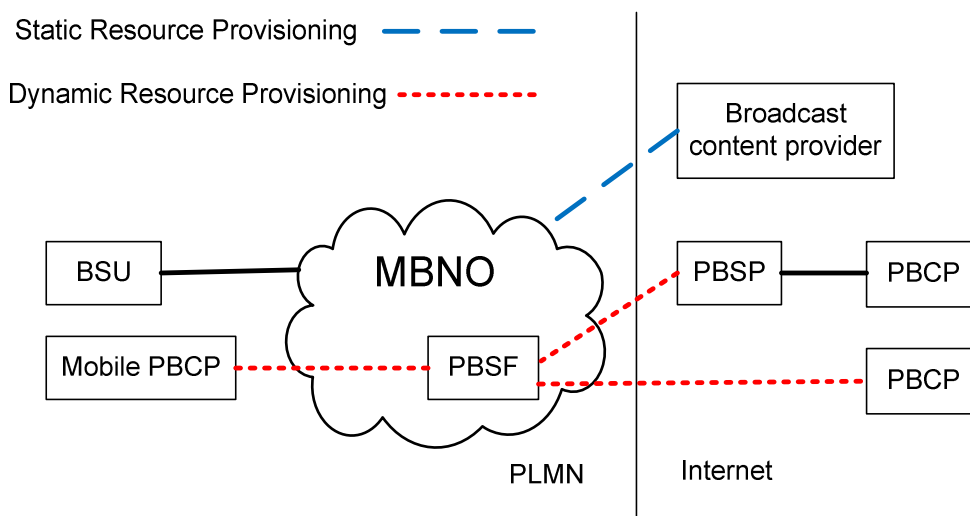 Static Resource Provisioning
Dynamic Resource Provisioning
Broadcast
content provider
BSU
MBNO
PBSP
PBCP
Mobile PBCP
PBSF
PBCP
PLMN
Internet